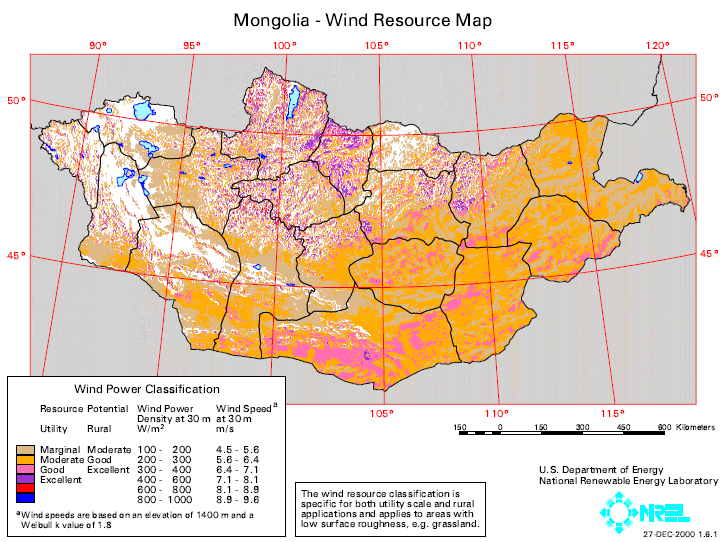 Mongolia - Wind Resource Map
90° 95° 100° 105° 110° 115° 120°
50° 50°
45° 45°
105° 110° 115°
Wind Power Classification
Resource Potential Wind Power Wind Speed a
Density at 30 m at 30 m
Utility Rural W/m² m/s
Marginal Moderate 100 - 200 4.5 - 5.6
Moderate Good 200 - 300 5.6 - 6.4
Good Excellent 300 - 400 6.4 - 7.1
Excellent 400 - 600 7.1 - 8.1
600 - 800 8.1 - 8.9
800 - 1000 8.9 - 9.6
a Wind speeds are based on an elevation of 1400 m and a
Weibull k value of 1.8
150 0 150 300 450 600 Kilometers
The wind resource classification is
specific for both utility scale and rural
applications and applies to areas with
low surface roughness, e.g. grassland.
U.S. Department of Energy
National Renewable Energy Laboratory
NREL
27-DEC-2000 1.6.1